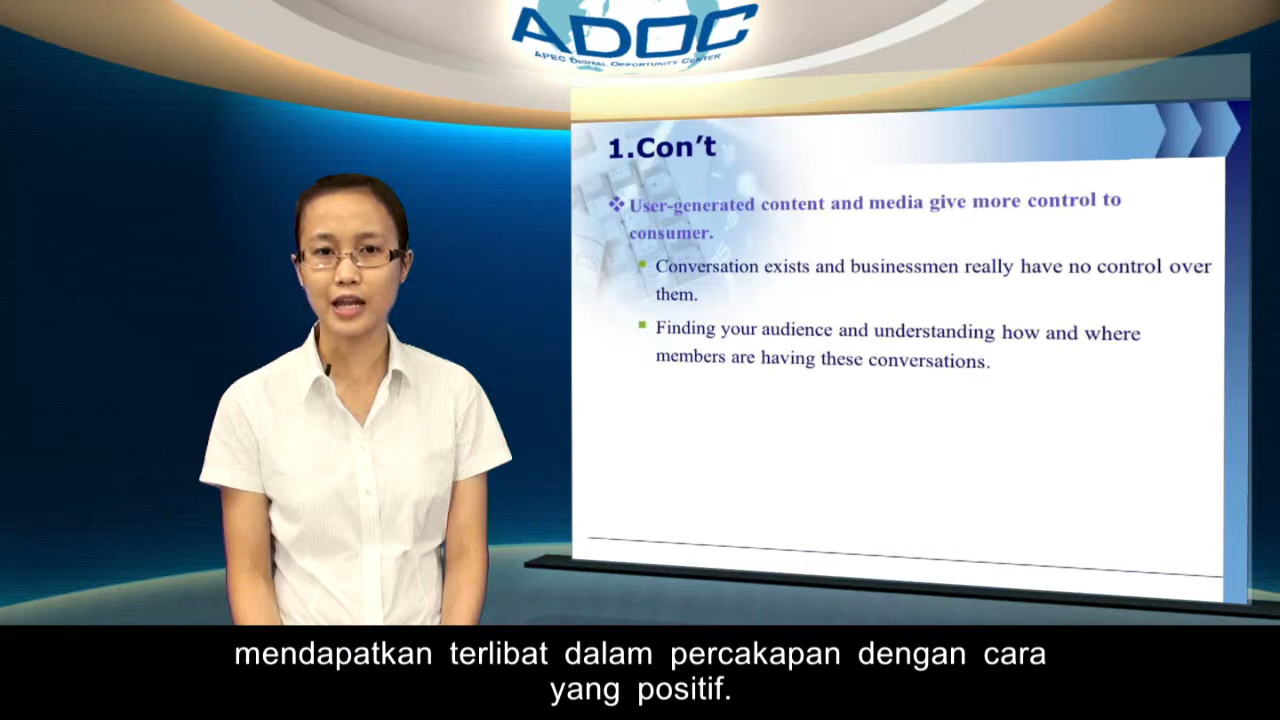 ADOC
APEC DIGITAL OPPORTUNITY CENTER
1.Con't
User-generated content and media give more control to
consumer.
Conversation exists and businessmen really have no control over
them.
Finding your audience and understanding how and where
members are having these conversations.
mendapatkan terlibat dalam percakapan dengan cara
yang positif.